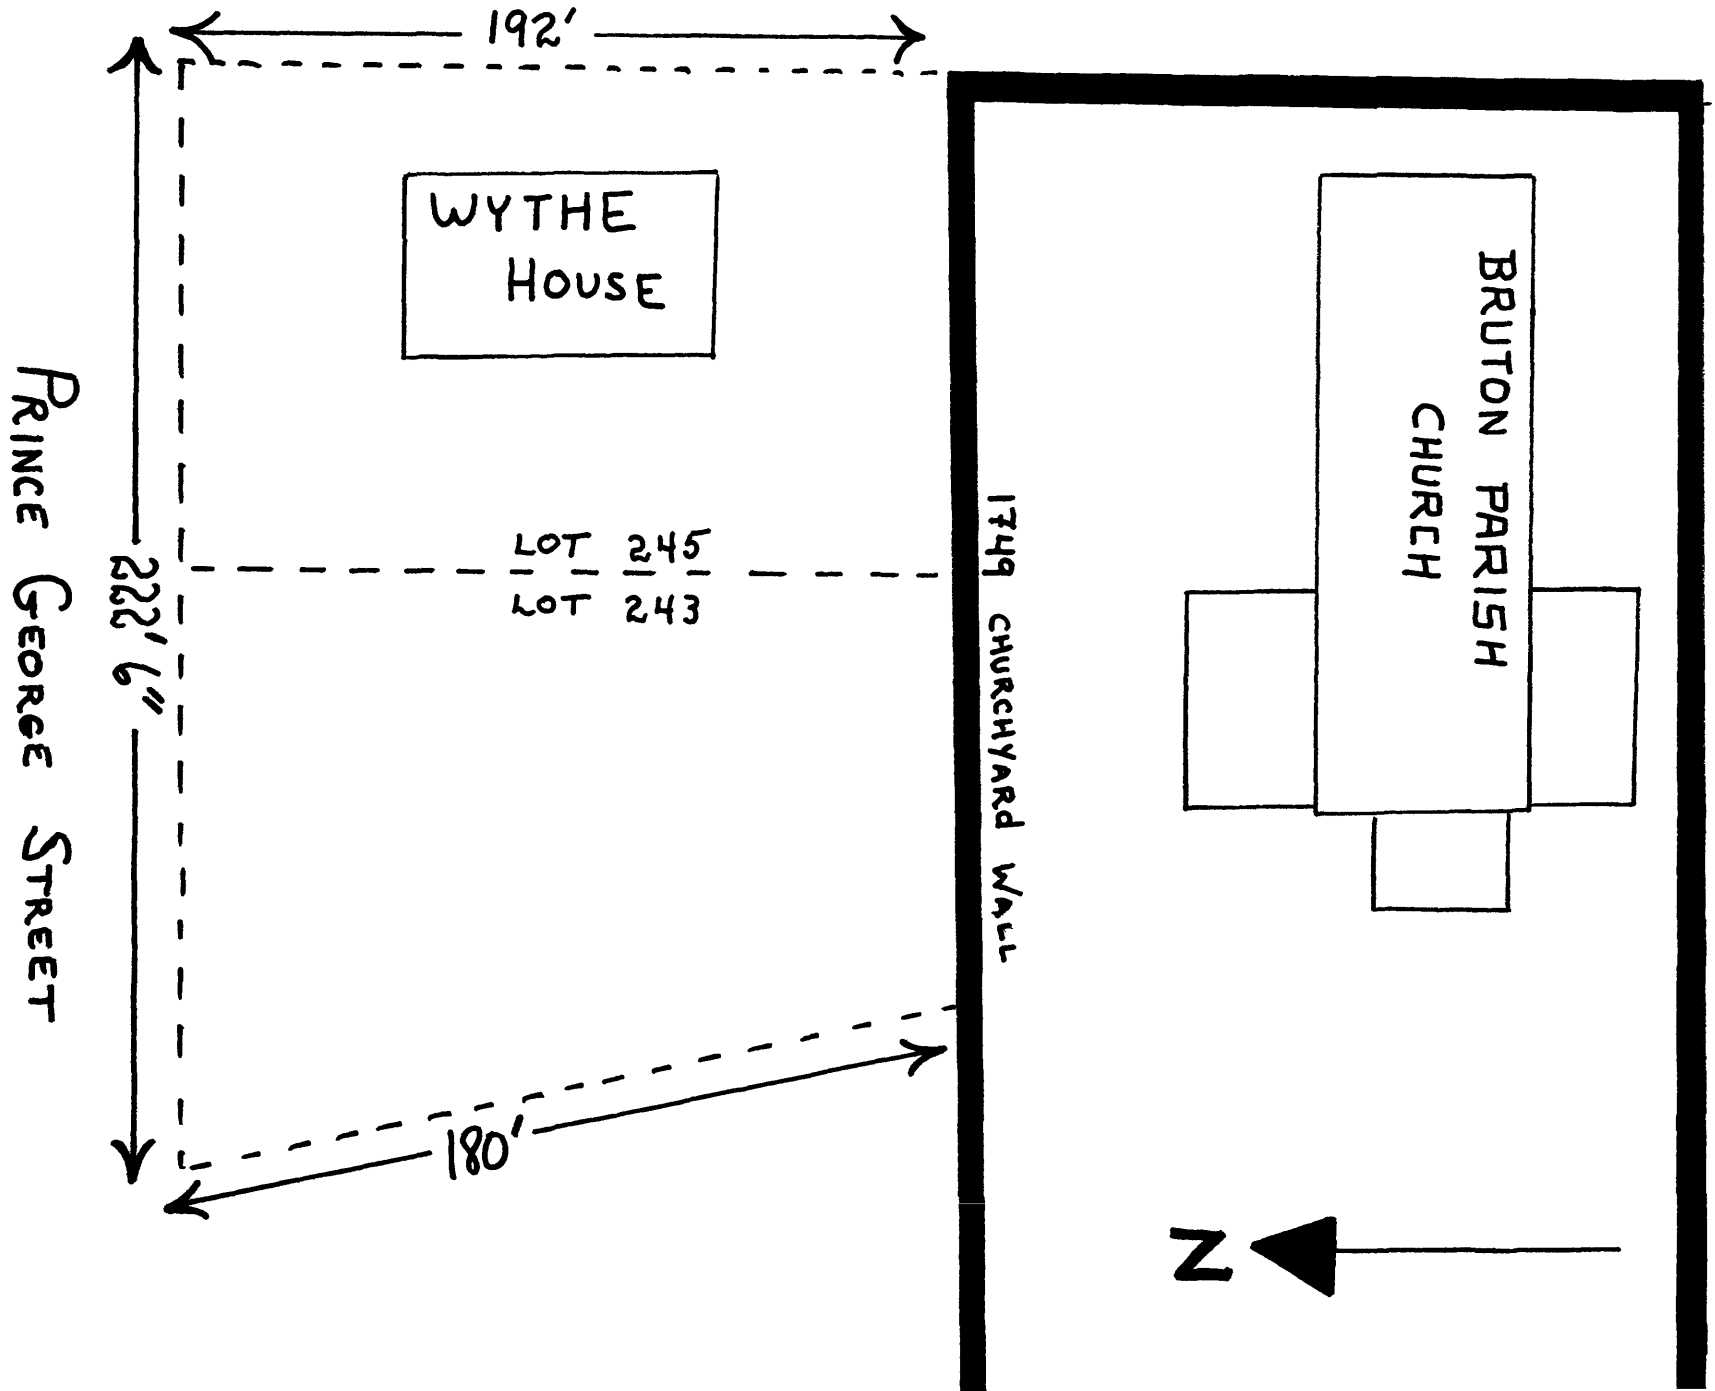 192'
WYTHE
HOUSE
BRUTON PARISH
CHURCH
PRINCE GEORGE STREET
222' 6"
LOT 245
LOT 243
1749 CHURCHYARd WALL
180'
N